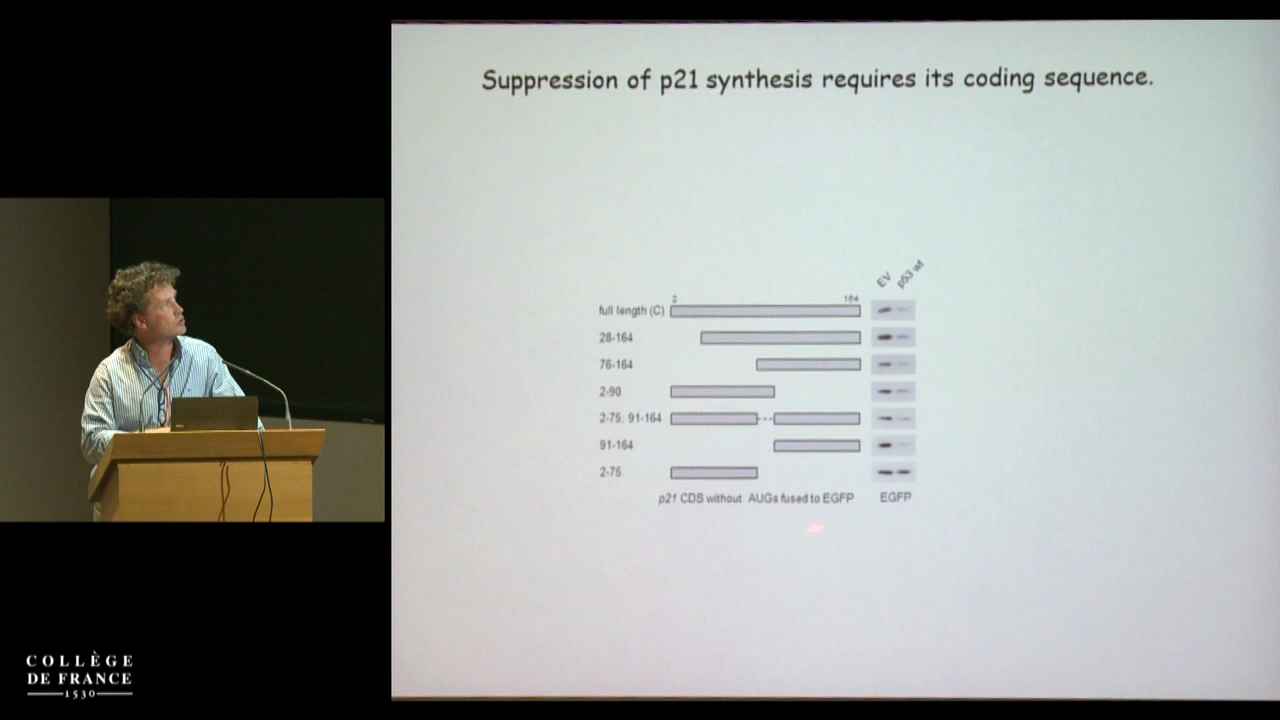 Suppression of p21 synthesis requires its coding sequence.
EV p53 wt
2 164
full length (C)
28-164
76-164
2-90
2-75; 91-164
91-164
2-75
p21 CDS without AUGs fused to EGFP EGFP
COLLÈGE
DE FRANCE
1530